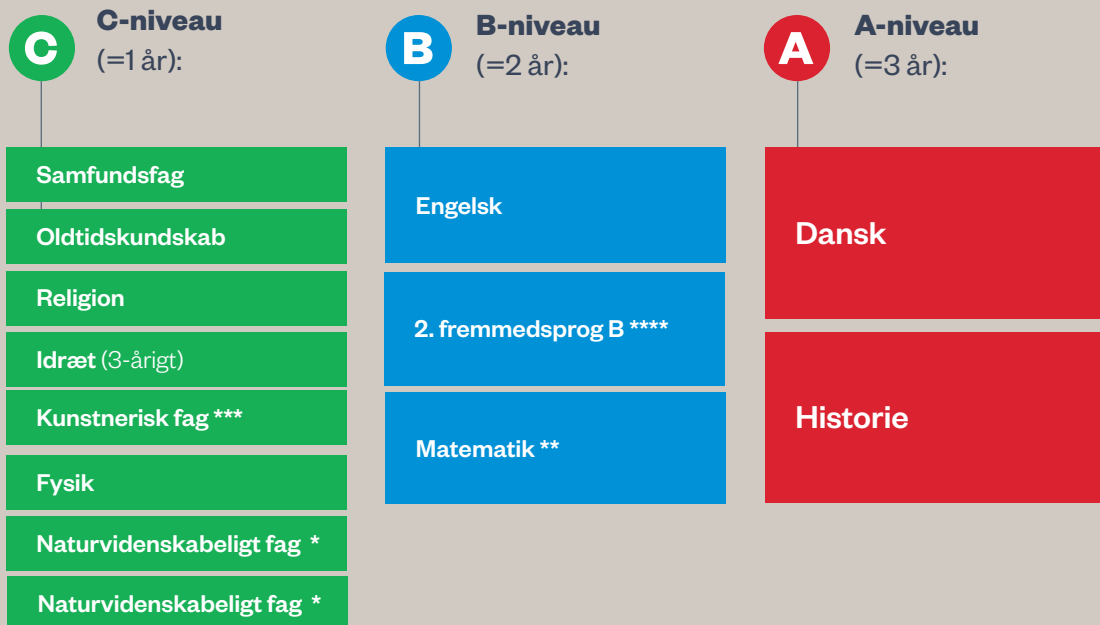 C
C-niveau
(=1 år):
Samfundsfag
Oldtidskundskab
Religion
Idræt (3-årigt)
Kunstnerisk fag ***
Fysik
Naturvidenskabeligt fag *
Naturvidenskabeligt fag *
B
B-niveau
(=2 år):
Engelsk
2. fremmedsprog B ****
Matematik **
A
A-niveau
(=3 år):
Dansk
Historie